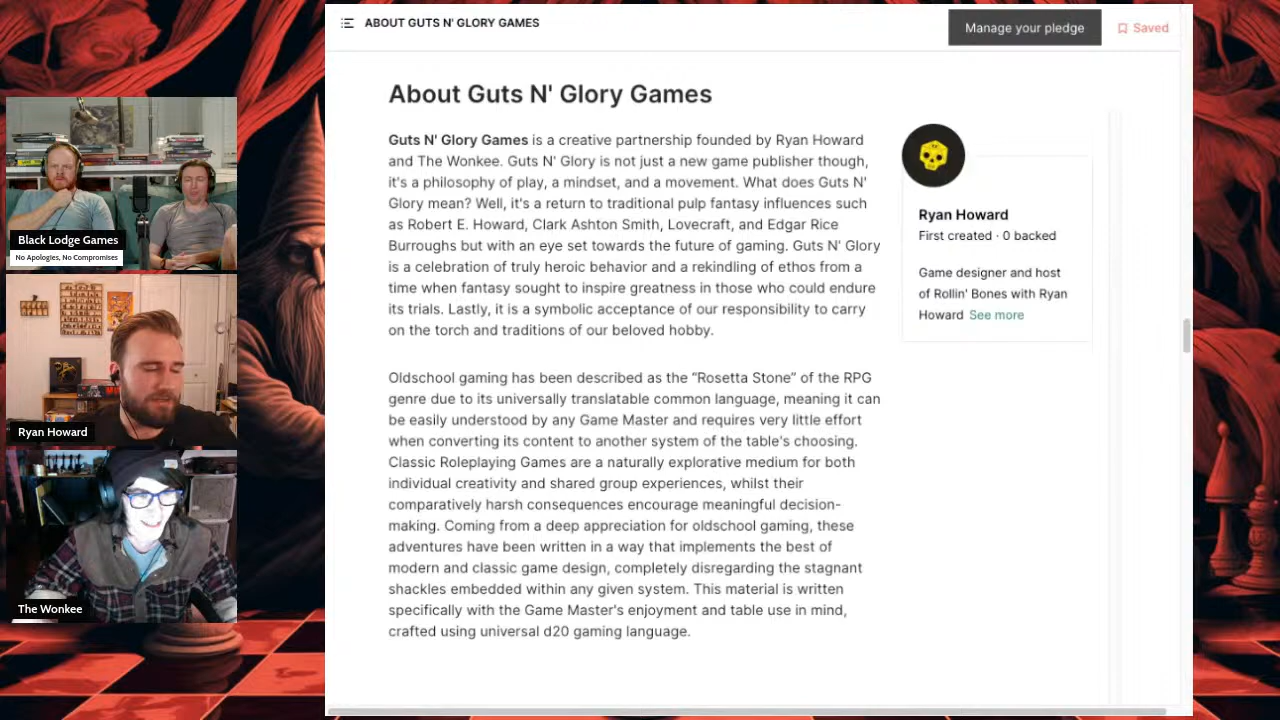 ABOUT GUTS N' GLORY GAMES
Manage your pledge
Saved
About Guts N' Glory Games
Guts N' Glory Games is a creative partnership founded by Ryan Howard
and The Wonkee. Guts N' Glory is not just a new game publisher though,
it's a philosophy of play, a mindset, and a movement. What does Guts N'
Glory mean? Well, it's a return to traditional pulp fantasy influences such
as Robert E. Howard, Clark Ashton Smith, Lovecraft, and Edgar Rice
Burroughs but with an eye set towards the future of gaming. Guts N' Glory
is a celebration of truly heroic behavior and a rekindling of ethos from a
time when fantasy sought to inspire greatness in those who could endure
its trials. Lastly, it is a symbolic acceptance of our responsibility to carry
on the torch and traditions of our beloved hobby.
Oldschool gaming has been described as the “Rosetta Stone” of the RPG
genre due to its universally translatable common language, meaning it can
be easily understood by any Game Master and requires very little effort
when converting its content to another system of the table's choosing.
Classic Roleplaying Games are a naturally explorative medium for both
individual creativity and shared group experiences, whilst their
comparatively harsh consequences encourage meaningful decision-
making. Coming from a deep appreciation for oldschool gaming, these
adventures have been written in a way that implements the best of
modern and classic game design, completely disregarding the stagnant
shackles embedded within any given system. This material is written
specifically with the Game Master's enjoyment and table use in mind,
crafted using universal d20 gaming language.
Ryan Howard
First created · 0 backed
Game designer and host
of Rollin' Bones with Ryan
Howard See more
Black Lodge Games
No Apologies, No Compromises
Ryan Howard
The Wonkee